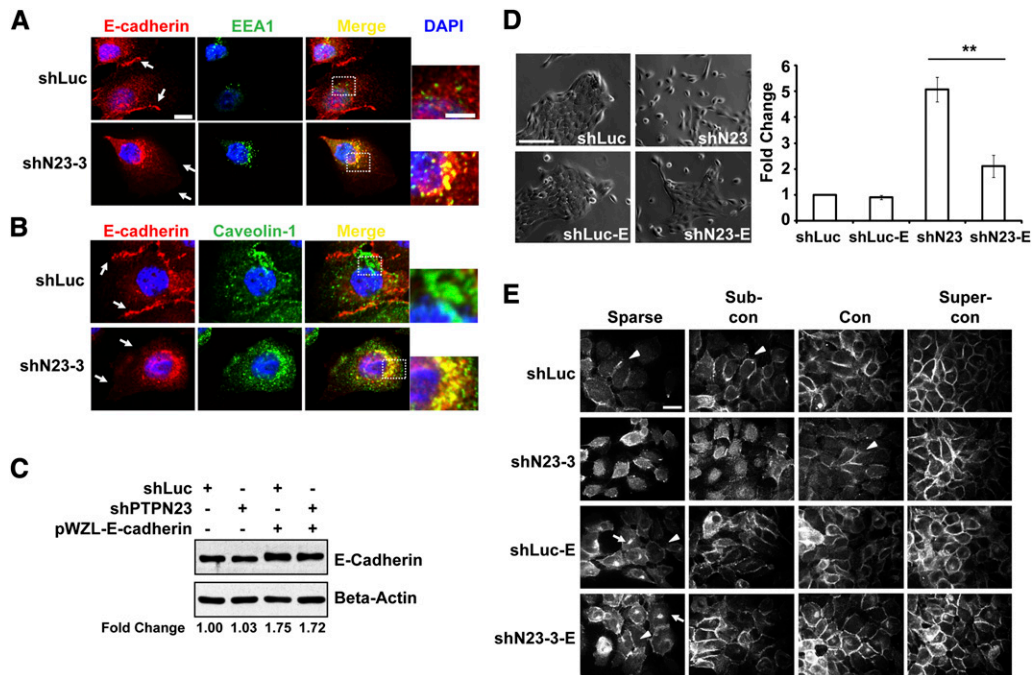 A
E-cadherin EEA1 Merge DAPI
shLuc
shN23-3
B
E-cadherin Caveolin-1 Merge
shLuc
shN23-3
C
shLuc + - + -
shPTPN23 - + - +
pWZL-E-cadherin - - + +
E-Cadherin
Beta-Actin
Fold Change 1.00 1.03 1.75 1.72
D
shLuc shN23
shLuc-E shN23-E
**
Fold Change
6
5
4
3
2
1
0
shLuc shLuc-E shN23 shN23-E
E
Sparse Sub-con Con Super-con
shLuc
shN23-3
shLuc-E
shN23-3-E